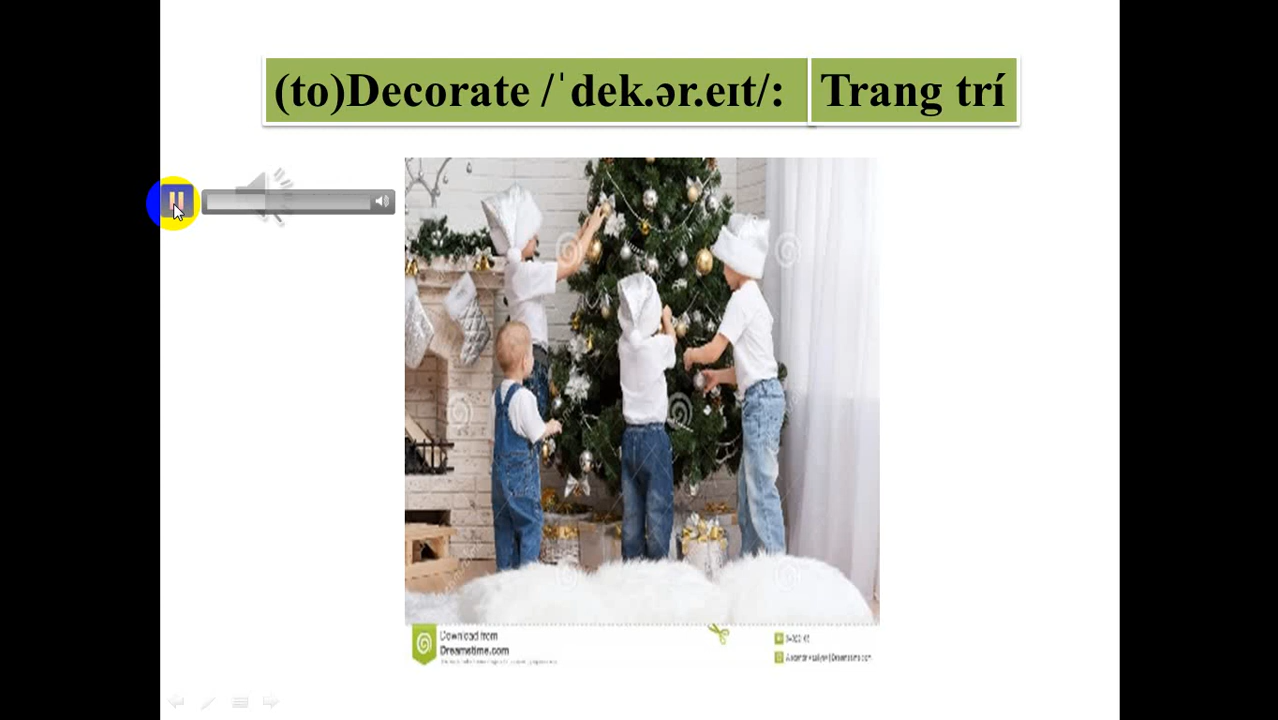 (to)Decorate /ˈdek.ər.eɪt/: Trang trí
Download from
Dreamstime.com